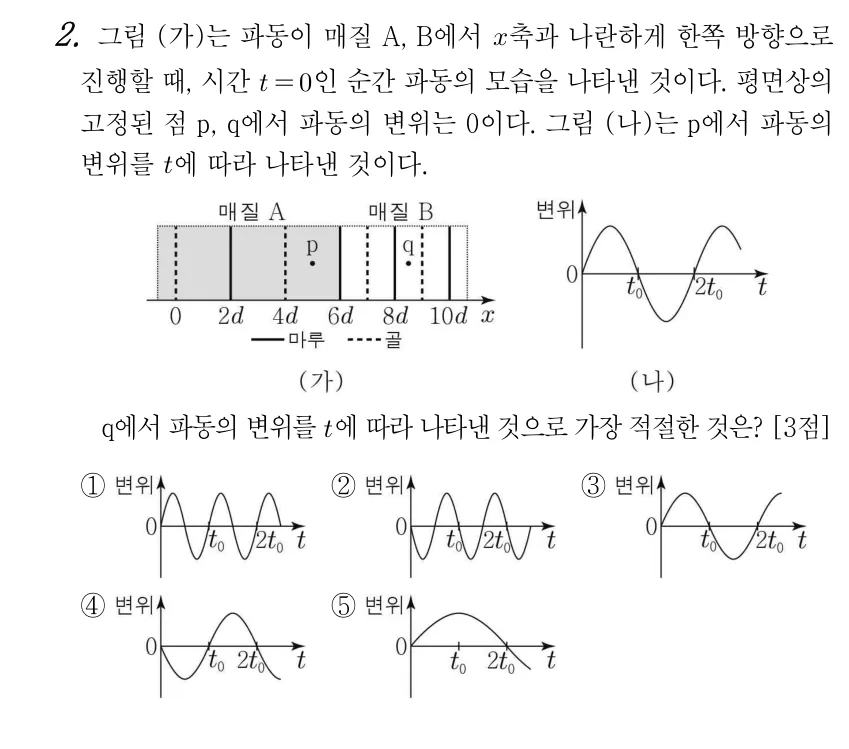 2. 그림 (가)는 파동이 매질 A, B에서 x축과 나란하게 한쪽 방향으로
진행할 때, 시간 t=0인 순간 파동의 모습을 나타낸 것이다. 평면상의
고정된 점 p, q에서 파동의 변위는 0이다. 그림 (나)는 p에서 파동의
변위를 t에 따라 나타낸 것이다.
매질 A 매질 B
p q
0 2d 4d 6d 8d 10d x
마루 골
(가)
변위
0 t₀ 2t₀ t
(나)
q에서 파동의 변위를 t에 따라 나타낸 것으로 가장 적절한 것은? [3점]
① 변위
0 t₀ 2t₀ t
② 변위
0 t₀ 2t₀ t
③ 변위
0 t₀ 2t₀ t
④ 변위
0 t₀ 2t₀ t
⑤ 변위
0 t₀ 2t₀ t